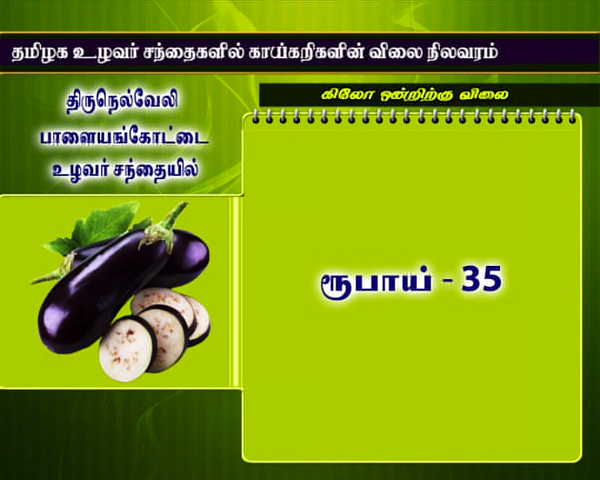 தமிழக உழவர் சந்தைகளில் காய்கறிகளின் விலை நிலவரம்
திருநெல்வேலி
பாளையங்கோட்டை
உழவர் சந்தையில்
கிலோ ஒன்றிற்கு விலை
ரூபாய் - 35